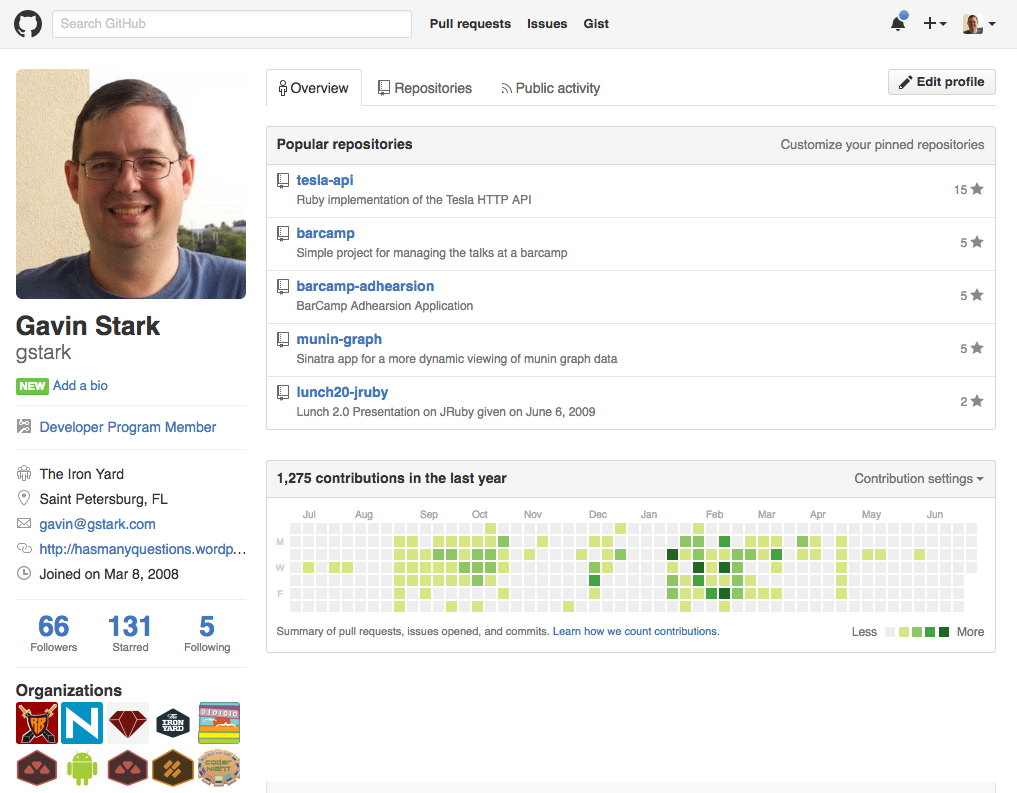 Search GitHub
Pull requests
Issues
Gist
Overview
Repositories
Public activity
Edit profile
Gavin Stark
gstark
NEW Add a bio
Developer Program Member
The Iron Yard
Saint Petersburg, FL
gavin@gstark.com
http://hasmanyquestions.wordp...
Joined on Mar 8, 2008
66
Followers
131
Starred
5
Following
Organizations
RB
N
THE
IRON
YARD
0101010
CODER
NIGHT
Popular repositories
Customize your pinned repositories
tesla-api
15
Ruby implementation of the Tesla HTTP API
barcamp
5
Simple project for managing the talks at a barcamp
barcamp-adhearsion
5
BarCamp Adhearsion Application
munin-graph
5
Sinatra app for a more dynamic viewing of munin graph data
lunch20-jruby
2
Lunch 2.0 Presentation on JRuby given on June 6, 2009
1,275 contributions in the last year
Contribution settings
Jul Aug Sep Oct Nov Dec Jan Feb Mar Apr May Jun
M
W
F
Summary of pull requests, issues opened, and commits. Learn how we count contributions.
Less
More